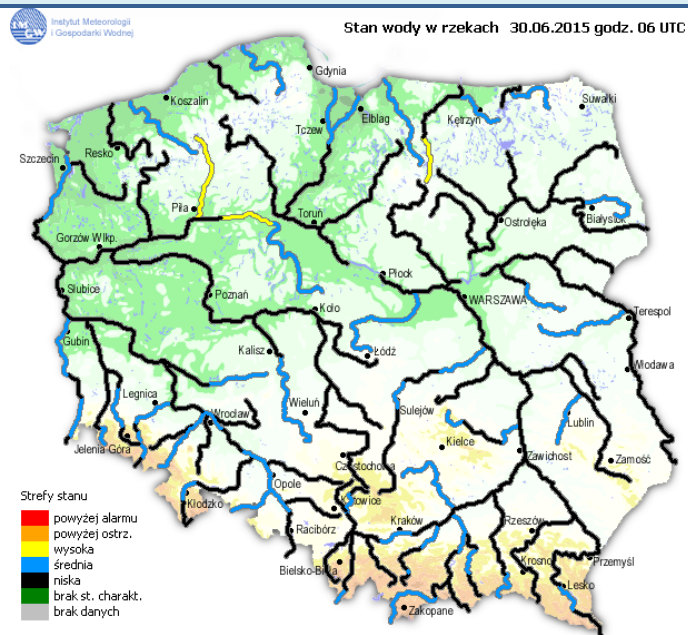 Instytut Meteorologii
i Gospodarki Wodnej
Stan wody w rzekach 30.06.2015 godz. 06 UTC
Gdynia
Koszalin
Suwałki
Elbląg
Kętrzyn
Tczew
Resko
Szczecin
Piła
Toruń
Ostrołęka
Białystok
Gorzów Wlkp.
Płock
Słubice
Poznań
WARSZAWA
Koło
Terespol
Gubin
Kalisz
Łódź
Włodawa
Legnica
Wieluń
Sulejów
Wrocław
Lublin
Kielce
Jelenia Góra
Zawichost
Zamość
Częstochowa
Opole
Strefy stanu
Kłodzko
Katowice
powyżej alarmu
Racibórz
Kraków
Rzeszów
powyżej ostrz.
wysoka
Przemyśl
średnia
Bielsko-Biała
Krosno
niska
Lesko
brak st. charakt.
Zakopane
brak danych